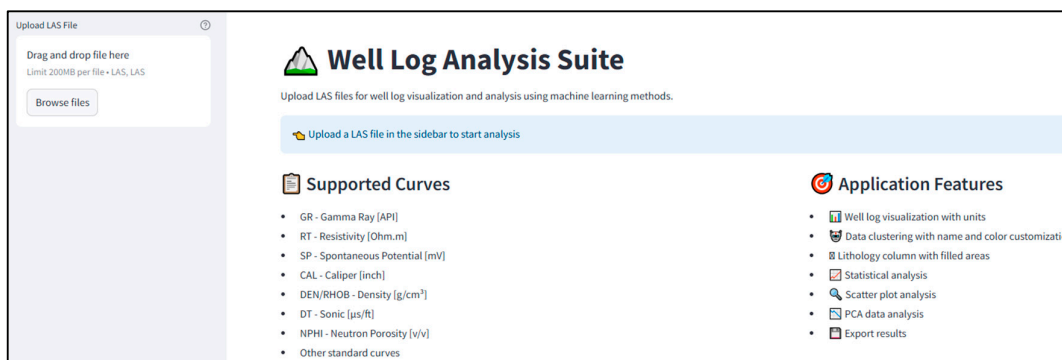 Upload LAS File
Drag and drop file here
Limit 200MB per file • LAS, LAS
Browse files
Well Log Analysis Suite
Upload LAS files for well log visualization and analysis using machine learning methods.
Upload a LAS file in the sidebar to start analysis
Supported Curves
• GR - Gamma Ray [API]
• RT - Resistivity [Ohm.m]
• SP - Spontaneous Potential [mV]
• CAL - Caliper [inch]
• DEN/RHOB - Density [g/cm³]
• DT - Sonic [µs/ft]
• NPHI - Neutron Porosity [v/v]
• Other standard curves
Application Features
• Well log visualization with units
• Data clustering with name and color customizati
• Lithology column with filled areas
• Statistical analysis
• Scatter plot analysis
• PCA data analysis
• Export results